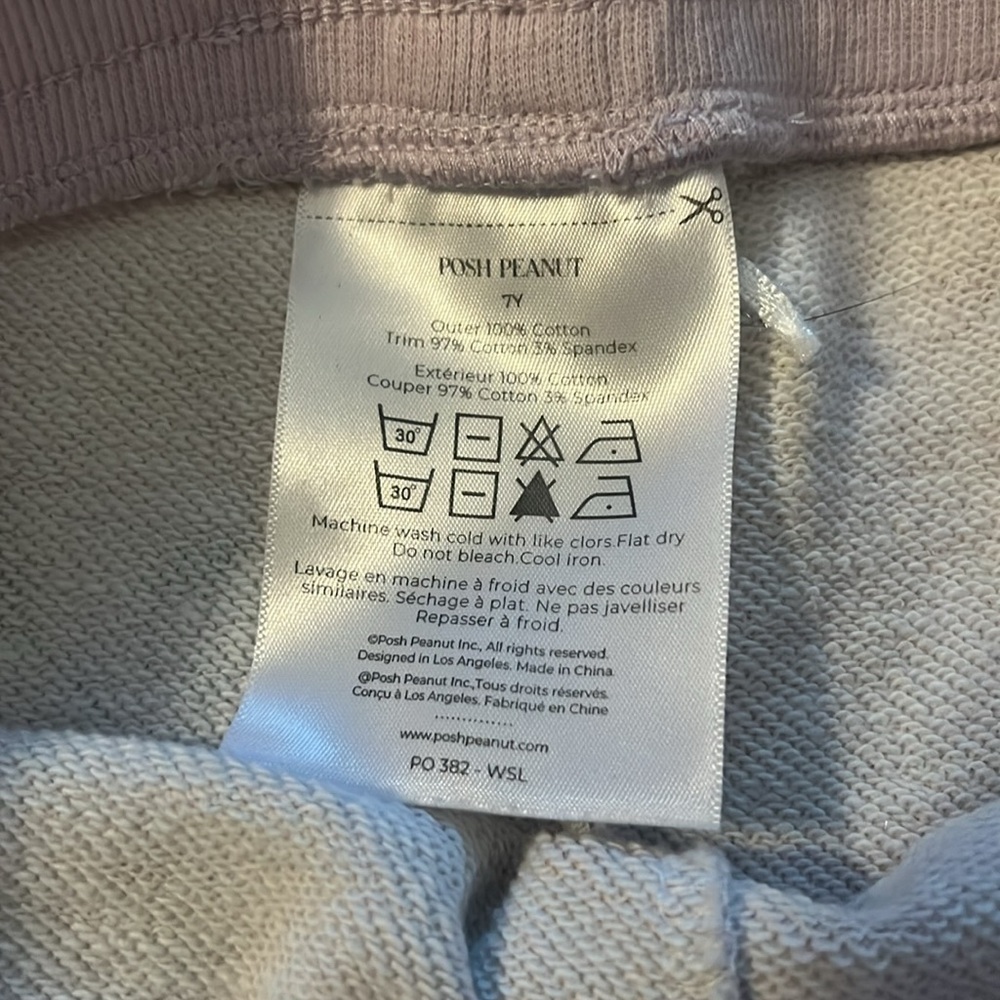 POSH PEANUT
7Y
Outer 100% Cotton
Trim 97% Cotton 3% Spandex
Extérieur 100% Cotton
Couper 97% Cotton 3% Spandex
30°
30°
Machine wash cold with like clors.Flat dry
Do not bleach.Cool iron.
Lavage en machine à froid avec des couleurs
similaires. Séchage à plat. Ne pas javelliser
Repasser à froid.
©Posh Peanut Inc., All rights reserved.
Designed in Los Angeles. Made in China.
@Posh Peanut Inc.,Tous droits réservés.
Conçu à Los Angeles. Fabriqué en Chine
..............
www.poshpeanut.com
PO 382 - WSL